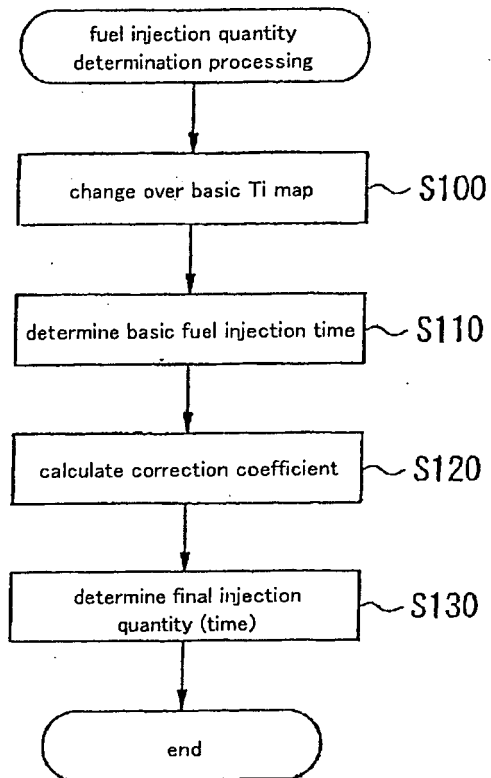 fuel injection quantity
determination processing
change over basic Ti map
S100
determine basic fuel injection time
S110
calculate correction coefficient
S120
determine final injection
quantity (time)
S130
end